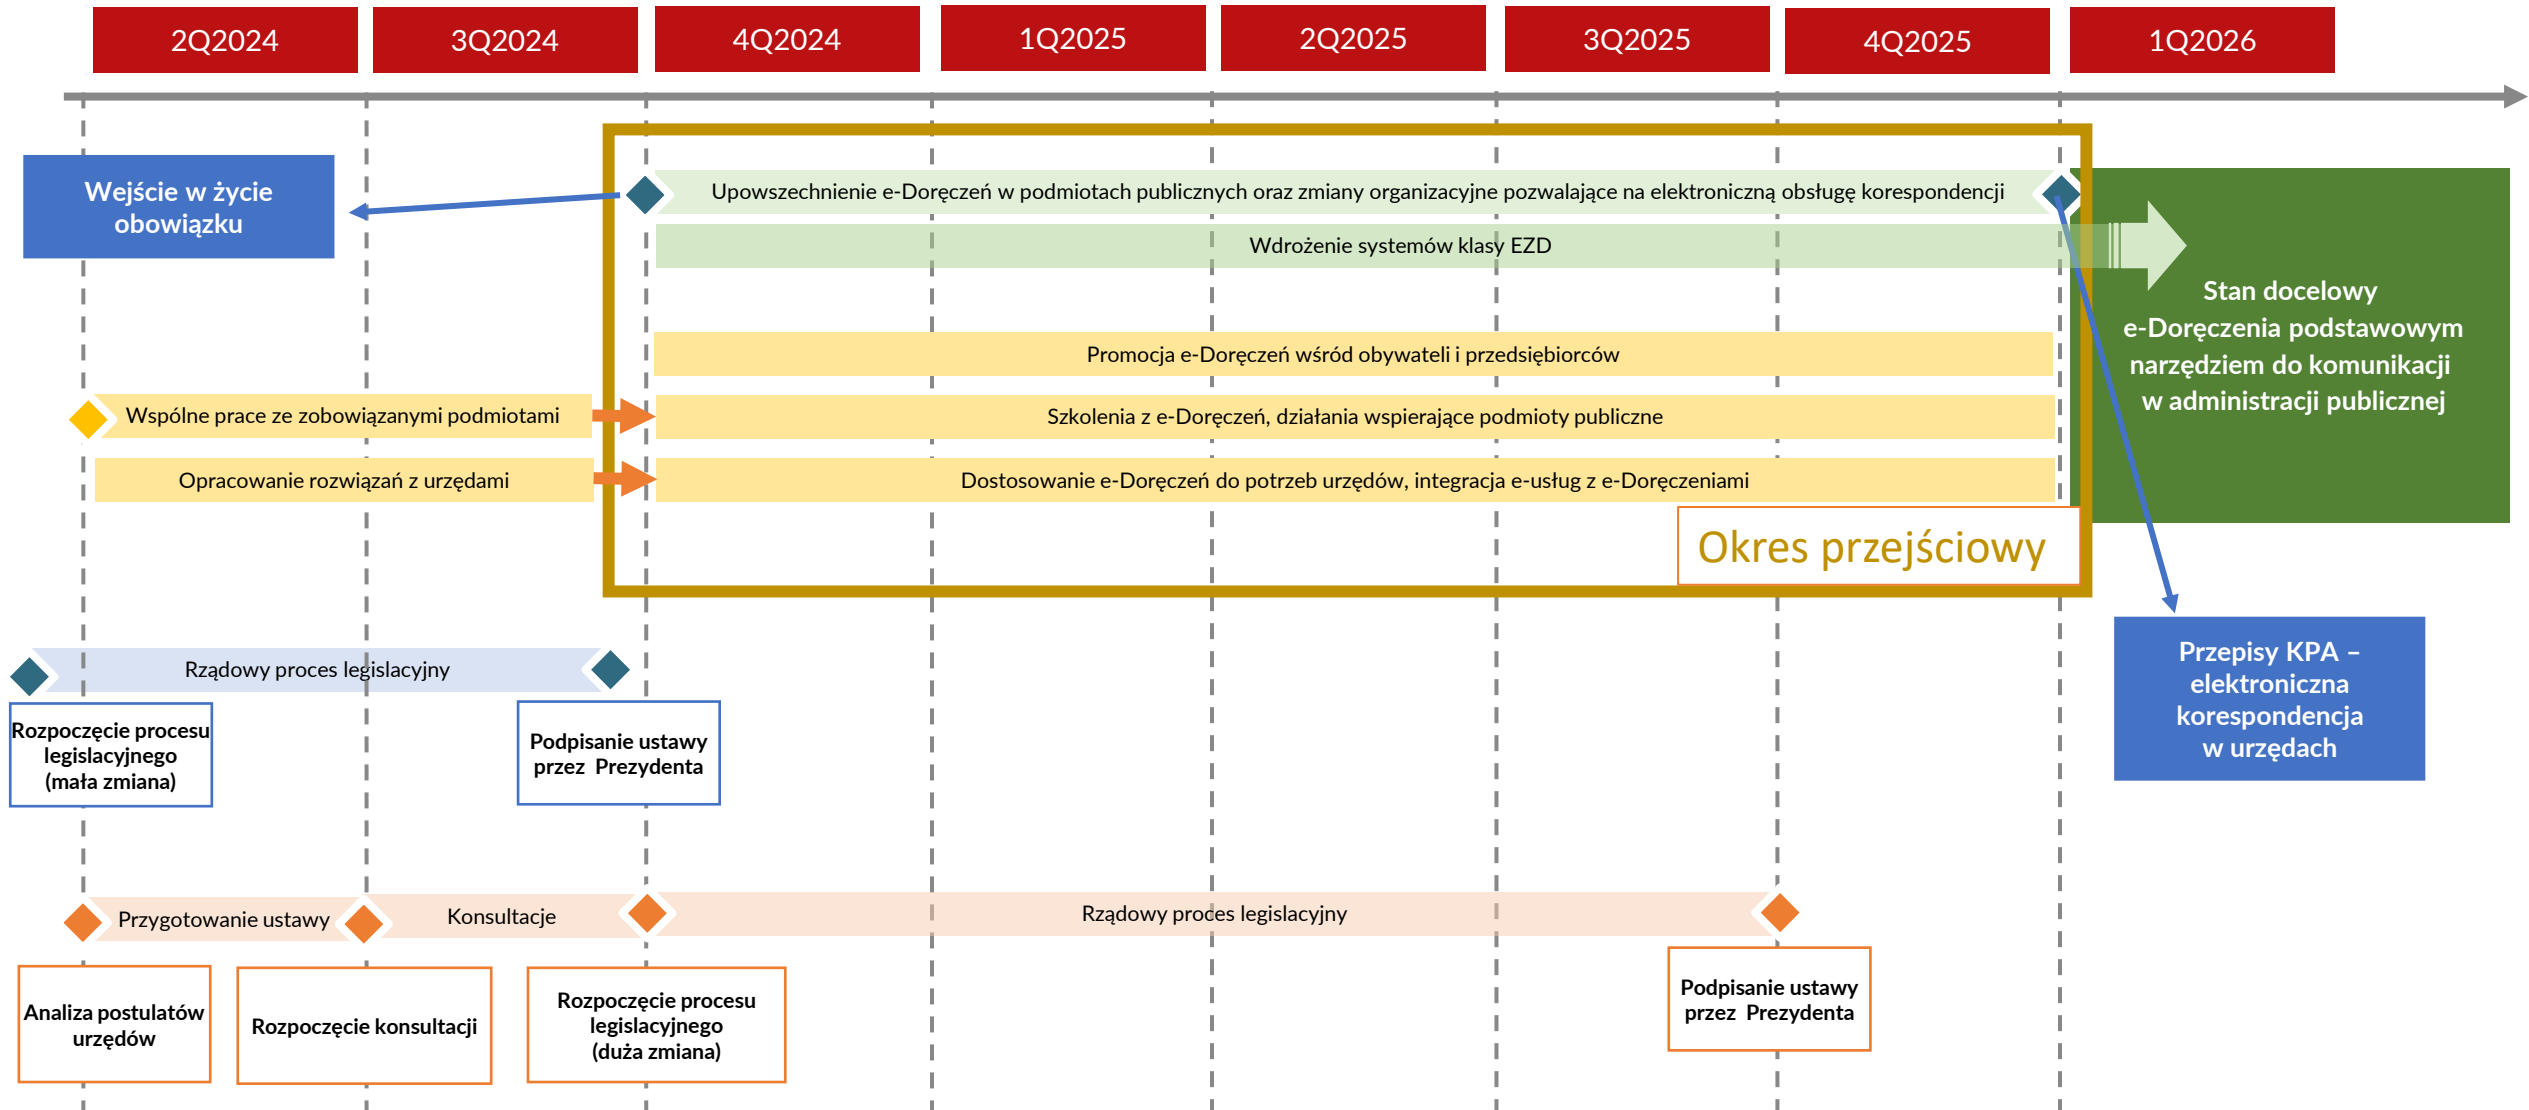 2Q2024
3Q2024
4Q2024
1Q2025
2Q2025
3Q2025
4Q2025
1Q2026
Wejście w życie
obowiązku
Upowszechnienie e-Doręczeń w podmiotach publicznych oraz zmiany organizacyjne pozwalające na elektroniczną obsługę korespondencji
Wdrożenie systemów klasy EZD
Promocja e-Doręczeń wśród obywateli i przedsiębiorców
Wspólne prace ze zobowiązanymi podmiotami
Szkolenia z e-Doręczeń, działania wspierające podmioty publiczne
Opracowanie rozwiązań z urzędami
Dostosowanie e-Doręczeń do potrzeb urzędów, integracja e-usług z e-Doręczeniami
Stan docelowy
e-Doręczenia podstawowym
narzędziem do komunikacji
w administracji publicznej
Okres przejściowy
Przepisy KPA –
elektroniczna
korespondencja
w urzędach
Rządowy proces legislacyjny
Rozpoczęcie procesu
legislacyjnego
(mała zmiana)
Podpisanie ustawy
przez Prezydenta
Przygotowanie ustawy
Konsultacje
Rządowy proces legislacyjny
Analiza postulatów
urzędów
Rozpoczęcie konsultacji
Rozpoczęcie procesu
legislacyjnego
(duża zmiana)
Podpisanie ustawy
przez Prezydenta